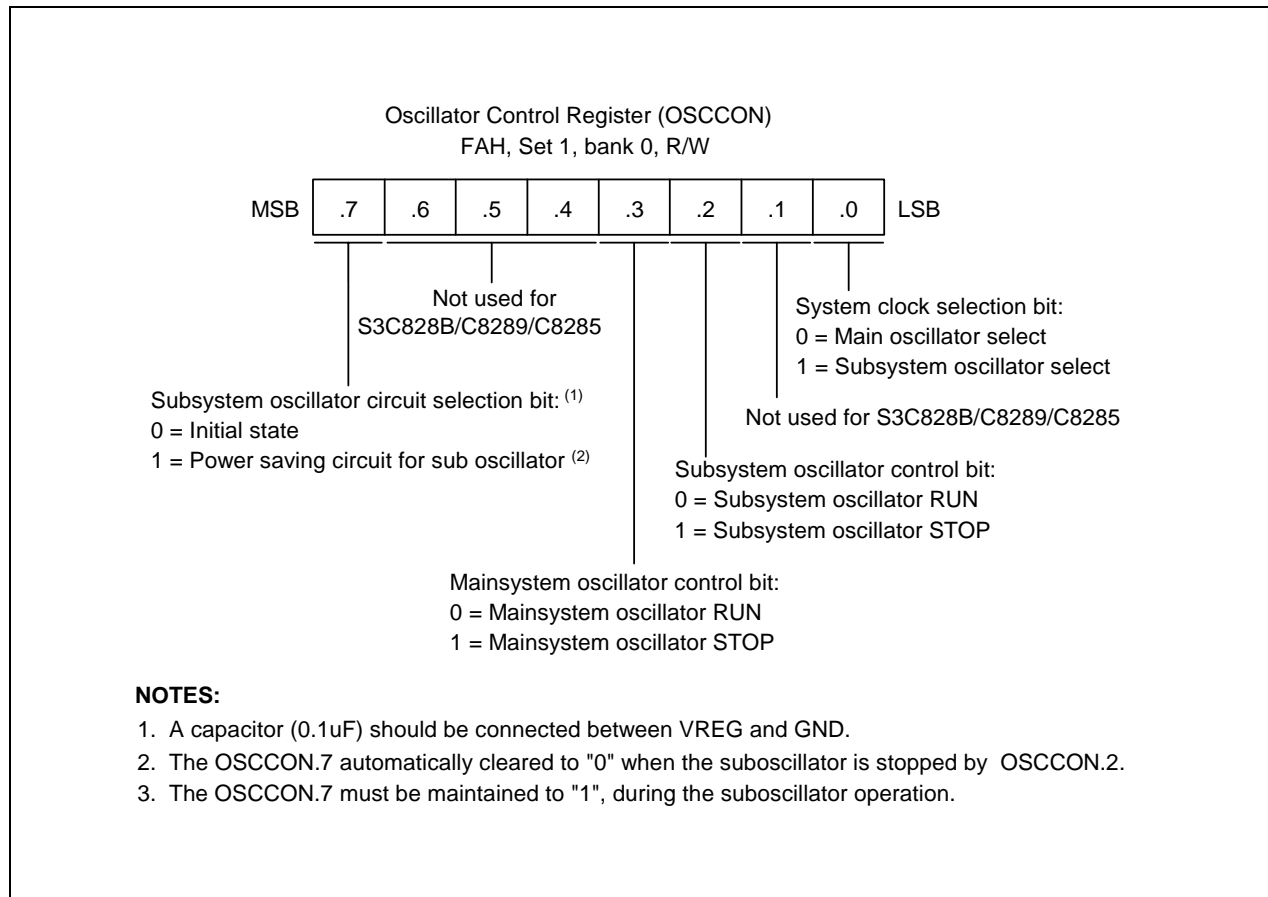 Oscillator Control Register (OSCCON)
FAH, Set 1, bank 0, R/W
MSB .7 .6 .5 .4 .3 .2 .1 .0 LSB
Not used for
S3C828B/C8289/C8285
System clock selection bit:
0 = Main oscillator select
1 = Subsystem oscillator select
Subsystem oscillator circuit selection bit: (1)
0 = Initial state
1 = Power saving circuit for sub oscillator (2)
Not used for S3C828B/C8289/C8285
Subsystem oscillator control bit:
0 = Subsystem oscillator RUN
1 = Subsystem oscillator STOP
Mainsystem oscillator control bit:
0 = Mainsystem oscillator RUN
1 = Mainsystem oscillator STOP
NOTES:
1. A capacitor (0.1uF) should be connected between VREG and GND.
2. The OSCCON.7 automatically cleared to "0" when the suboscillator is stopped by OSCCON.2.
3. The OSCCON.7 must be maintained to "1", during the suboscillator operation.